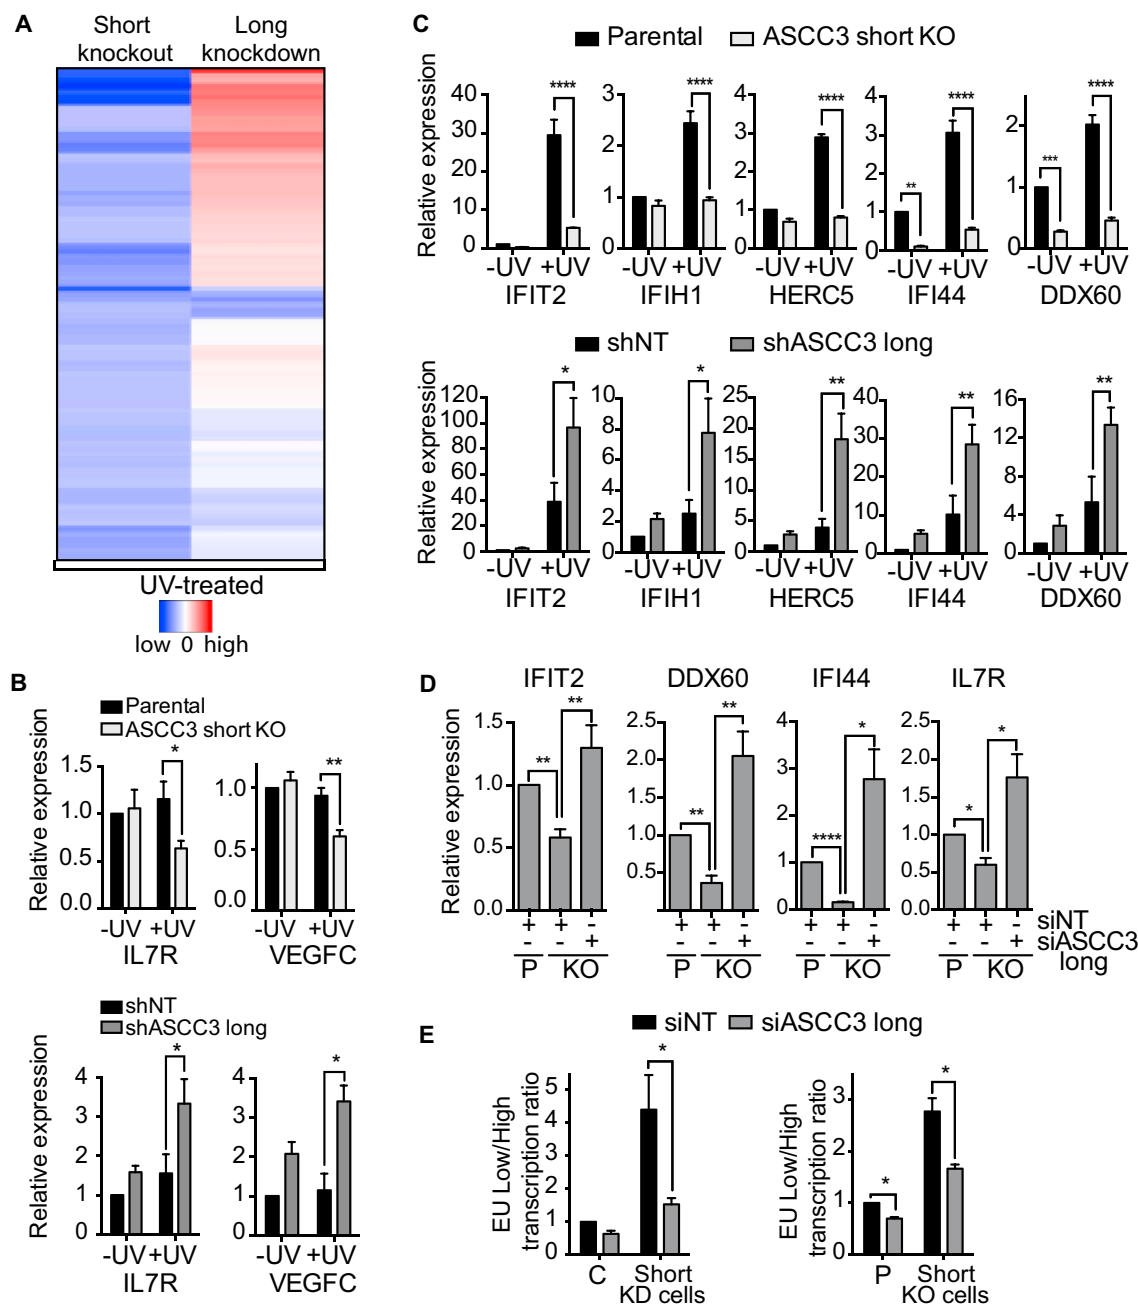 A
Short knockout
Long knockdown
UV-treated
low 0 high
B
Parental
ASCC3 short KO
Relative expression
1.5
1.0
0.5
0.0
*
-UV +UV
IL7R
1.0
0.5
0.0
**
-UV +UV
VEGFC
shNT
shASCC3 long
Relative expression
4
3
2
1
0
*
-UV +UV
IL7R
4
3
2
1
0
*
-UV +UV
VEGFC
C
Parental
ASCC3 short KO
Relative expression
40
30
20
10
0
****
-UV +UV
IFIT2
3
2
1
0
****
-UV +UV
IFIH1
4
3
2
1
0
****
-UV +UV
HERC5
4
3
2
1
0
**
****
-UV +UV
IFI44
2
1
0
***
****
-UV +UV
DDX60
shNT
shASCC3 long
Relative expression
120
100
80
60
40
20
0
*
-UV +UV
IFIT2
10
8
6
4
2
0
*
-UV +UV
IFIH1
25
20
15
10
5
0
**
-UV +UV
HERC5
40
30
20
10
0
**
-UV +UV
IFI44
16
12
8
4
0
**
-UV +UV
DDX60
D
IFIT2
Relative expression
1.5
1.0
0.5
0.0
**
**
+ + -
- - +
P KO
DDX60
2.5
2.0
1.5
1.0
0.5
**
**
+ + -
- - +
P KO
IFI44
4
3
2
1
0
****
*
+ + -
- - +
P KO
IL7R
2.5
2.0
1.5
1.0
0.5
0.0
*
*
+ + - siNT
- - + siASCC3
long
P KO
E
siNT
siASCC3 long
EU Low/High
transcription ratio
5
4
3
2
1
0
*
C Short
KD cells
EU Low/High
transcription ratio
3
2
1
0
*
*
P Short
KO cells